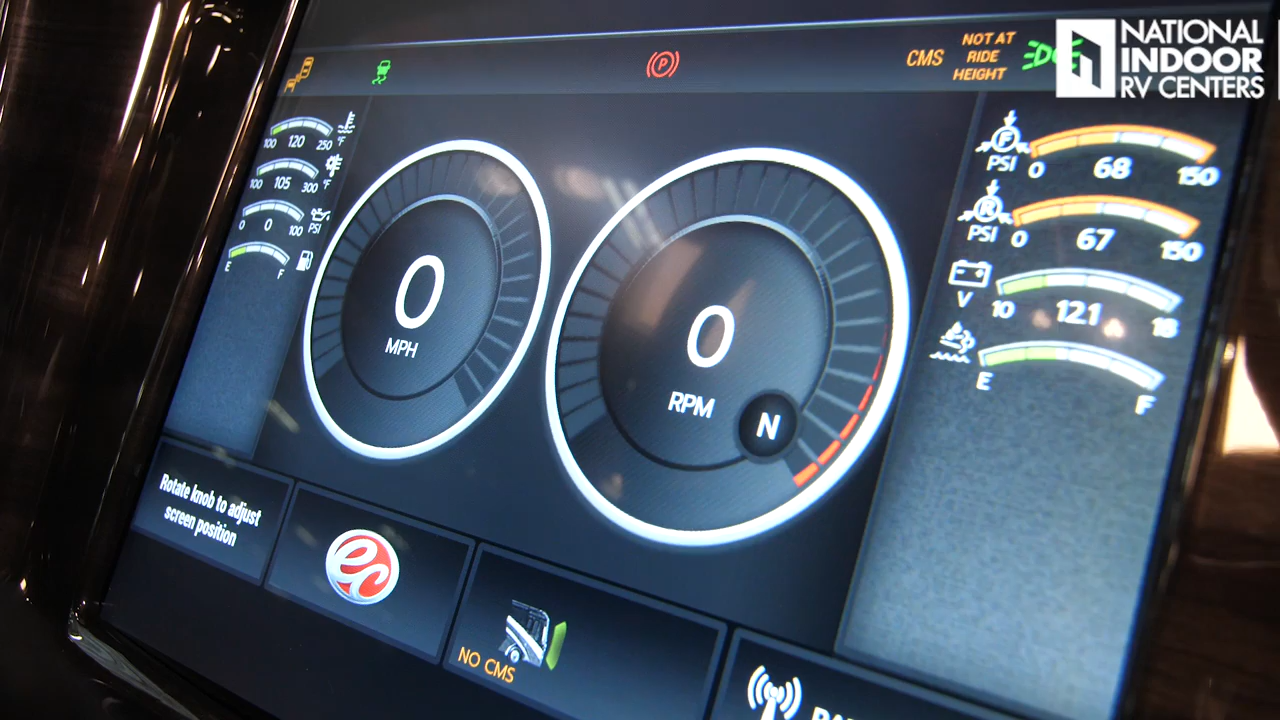 NATIONAL
INDOOR
RV CENTERS
P
CMS
NOT AT
RIDE
HEIGHT
100 120 250 °F
100 105 300 °F
0 0 100 PSI
E F
0
MPH
0
RPM
N
F
PSI 0 68 150
R
PSI 0 67 150
V 10 121 18
E F
Rotate knob to adjust
screen position
ec
NO CMS